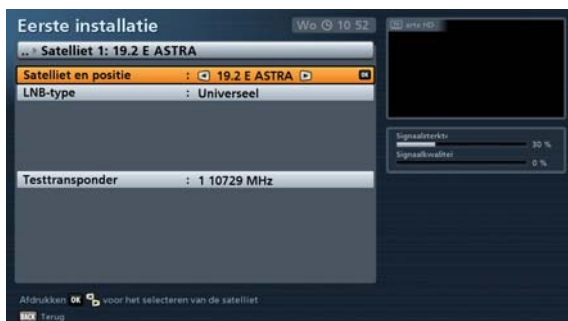 Eerste installatie
Wo 10 52
arte HD
.. › Satelliet 1: 19.2 E ASTRA
Satelliet en positie : 19.2 E ASTRA OK
LNB-type : Universeel
Signaalsterkte
30 %
Signaalkwaliteit
0 %
Testtransponder : 1 10729 MHz
Afdrukken OK voor het selecteren van de satelliet
BACK Terug